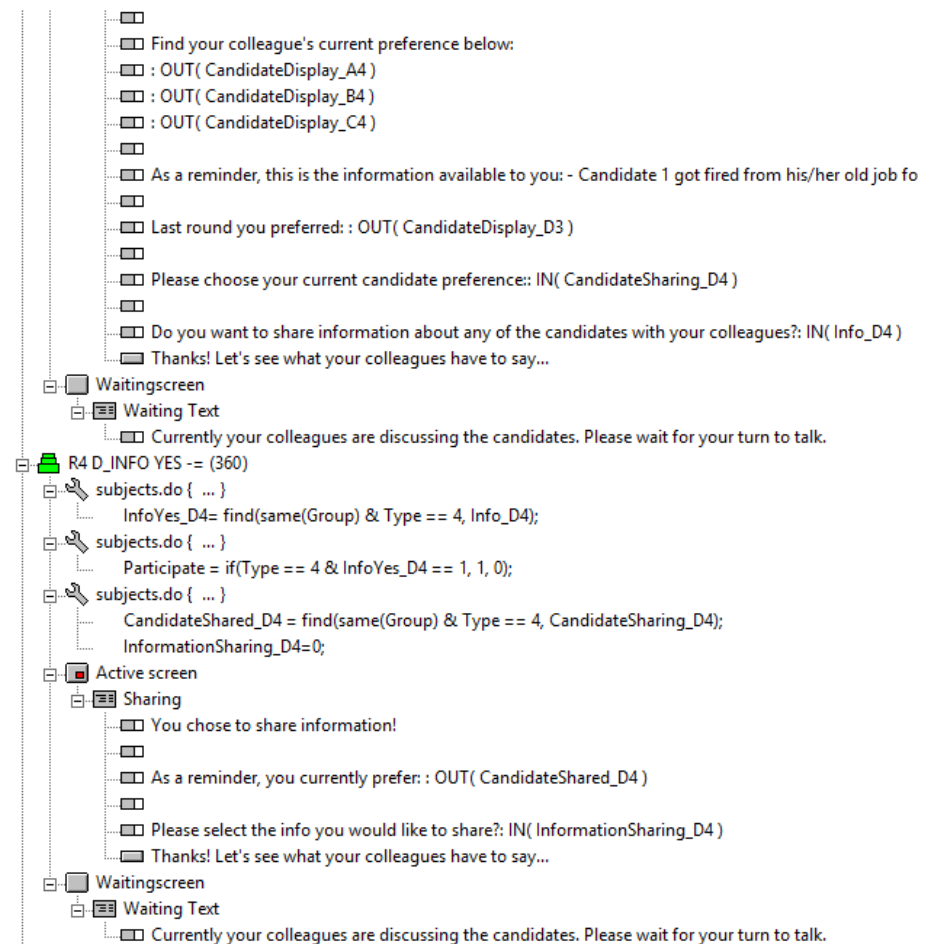 Find your colleague's current preference below:
: OUT( CandidateDisplay_A4 )
: OUT( CandidateDisplay_B4 )
: OUT( CandidateDisplay_C4 )
As a reminder, this is the information available to you: - Candidate 1 got fired from his/her old job fo
Last round you preferred: : OUT( CandidateDisplay_D3 )
Please choose your current candidate preference:: IN( CandidateSharing_D4 )
Do you want to share information about any of the candidates with your colleagues?: IN( Info_D4 )
Thanks! Let's see what your colleagues have to say...
Waitingscreen
Waiting Text
Currently your colleagues are discussing the candidates. Please wait for your turn to talk.
R4 D_INFO YES -= (360)
subjects.do { ... }
InfoYes_D4= find(same(Group) & Type == 4, Info_D4);
subjects.do { ... }
Participate = if(Type == 4 & InfoYes_D4 == 1, 1, 0);
subjects.do { ... }
CandidateShared_D4 = find(same(Group) & Type == 4, CandidateSharing_D4);
InformationSharing_D4=0;
Active screen
Sharing
You chose to share information!
As a reminder, you currently prefer: : OUT( CandidateShared_D4 )
Please select the info you would like to share?: IN( InformationSharing_D4 )
Thanks! Let's see what your colleagues have to say...
Waitingscreen
Waiting Text
Currently your colleagues are discussing the candidates. Please wait for your turn to talk.